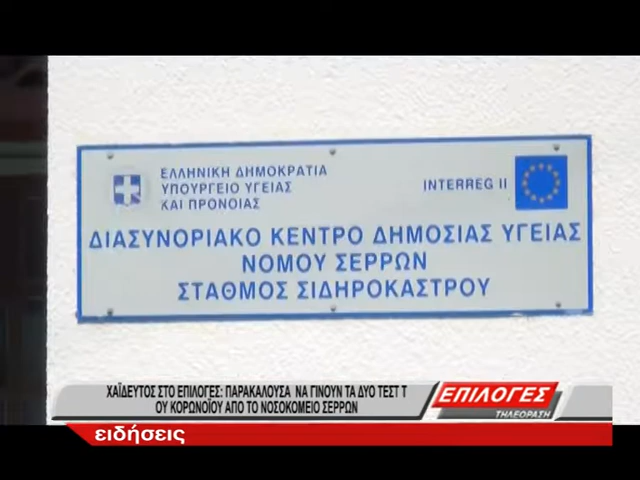 ΕΛΛΗΝΙΚΗ ΔΗΜΟΚΡΑΤΙΑ
ΥΠΟΥΡΓΕΙΟ ΥΓΕΙΑΣ
ΚΑΙ ΠΡΟΝΟΙΑΣ
INTERREG II
ΔΙΑΣΥΝΟΡΙΑΚΟ ΚΕΝΤΡΟ ΔΗΜΟΣΙΑΣ ΥΓΕΙΑΣ
ΝΟΜΟΥ ΣΕΡΡΩΝ
ΣΤΑΘΜΟΣ ΣΙΔΗΡΟΚΑΣΤΡΟΥ
ΧΑΪΔΕΥΤΟΣ ΣΤΟ ΕΠΙΛΟΓΕΣ: ΠΑΡΑΚΑΛΟΥΣΑ ΝΑ ΓΙΝΟΥΝ ΤΑ ΔΥΟ ΤΕΣΤ Τ
ΟΥ ΚΟΡΩΝΟΪΟΥ ΑΠΟ ΤΟ ΝΟΣΟΚΟΜΕΙΟ ΣΕΡΡΩΝ
ΕΠΙΛΟΓΕΣ
ΤΗΛΕΟΡΑΣΗ
ειδήσεις